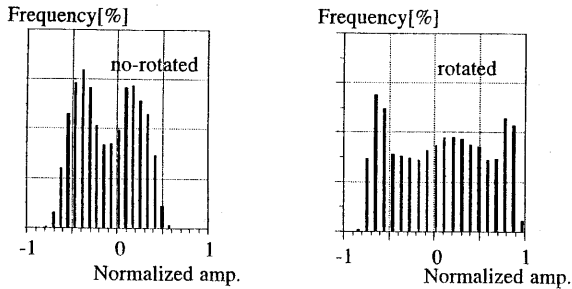 Frequency[%]
no-rotated
-1 0 1
Normalized amp.
Frequency[%]
rotated
-1 0 1
Normalized amp.